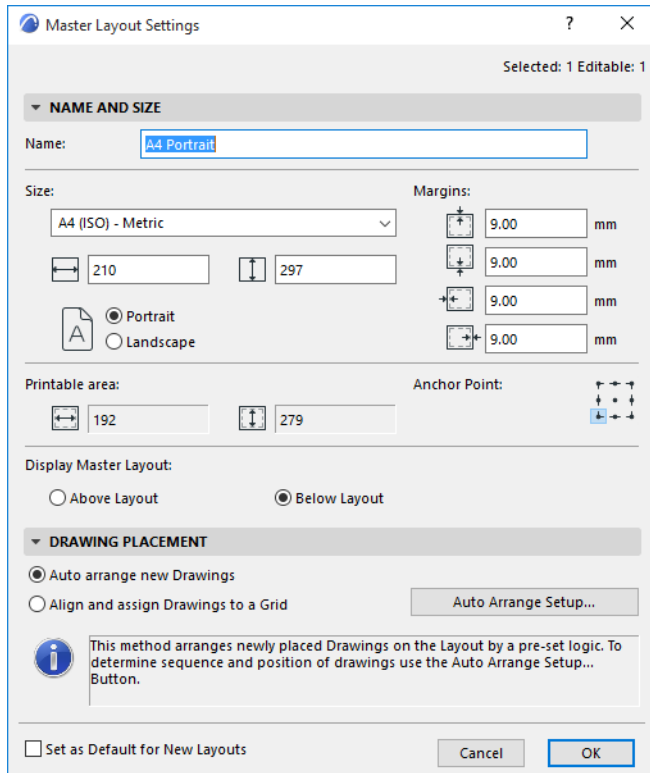 Master Layout Settings
?
Selected: 1 Editable: 1
NAME AND SIZE
Name:
A4 Portrait
Size:
Margins:
A4 (ISO) - Metric
9.00 mm
210
297
9.00 mm
A
Portrait
9.00 mm
Landscape
9.00 mm
Printable area:
Anchor Point:
192
279
Display Master Layout:
Above Layout
Below Layout
DRAWING PLACEMENT
Auto arrange new Drawings
Align and assign Drawings to a Grid
Auto Arrange Setup...
i
This method arranges newly placed Drawings on the Layout by a pre-set logic. To
determine sequence and position of drawings use the Auto Arrange Setup...
Button.
Set as Default for New Layouts
Cancel
OK